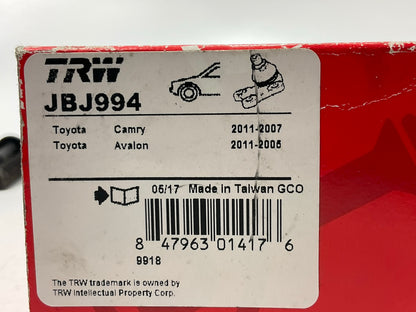 TRW
JBJ994
Toyota Camry 2011-2007
Toyota Avalon 2011-2005
05/17 Made in Taiwan GCO
8 47963 01417 6
9918
The TRW trademark is owned by
TRW Intellectual Property Corp.